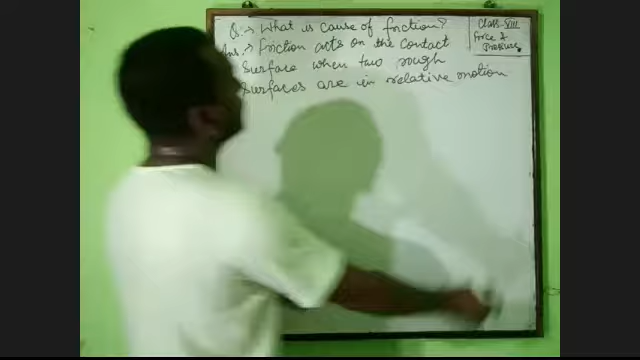 Q. → What is cause of friction?
Ans. → Friction acts on the contact
surface when two rough
surfaces are in relative motion
Class-VIII
Force &
Pressure